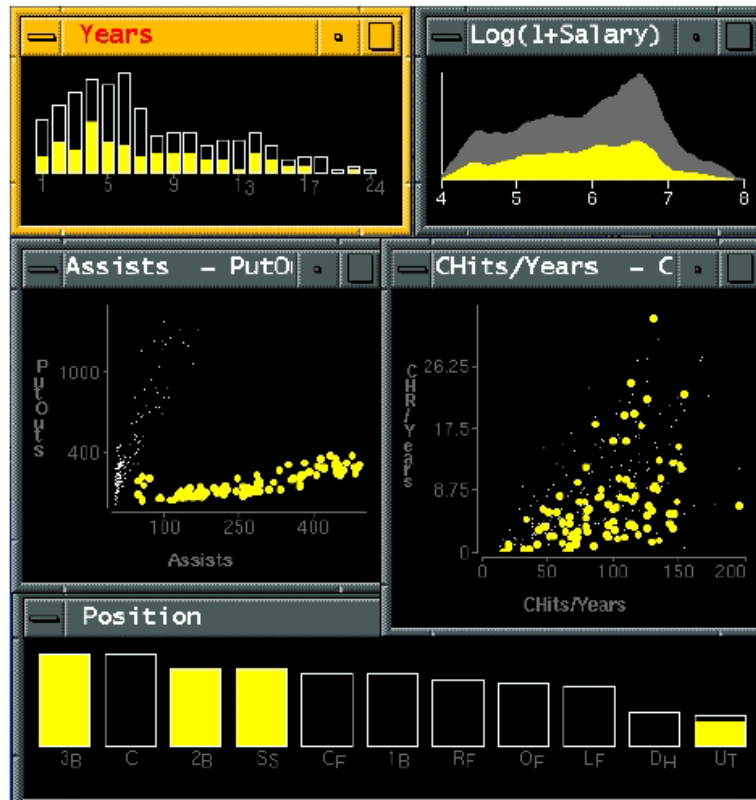 Years
1 5 9 13 17 24
Log(1+Salary)
4 5 6 7 8
Assists - PutOu
PutOuts
1000
400
100 250 400
Assists
CHits/Years - C
CHR/Years
26.25
17.5
8.75
0
0 50 100 150 200
CHits/Years
Position
3B C 2B SS CF 1B RF OF LF DH UT